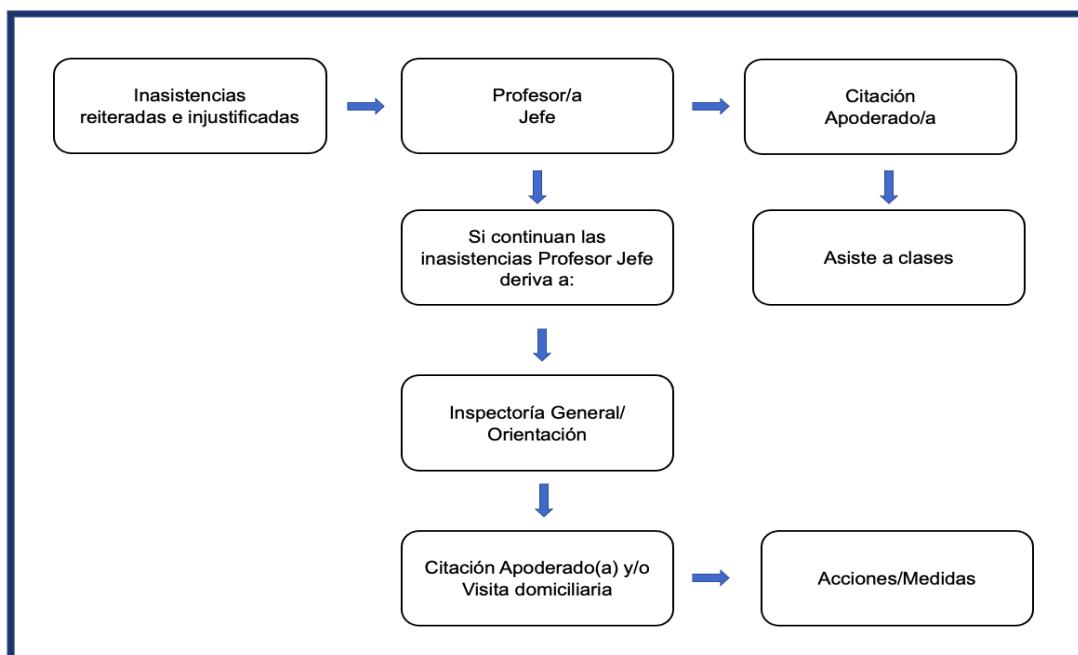 Inasistencias
reiteradas e injustificadas
Profesor/a
Jefe
Citación
Apoderado/a
Si continuan las
inasistencias Profesor Jefe
deriva a:
Asiste a clases
Inspectoría General/
Orientación
Citación Apoderado(a) y/o
Visita domiciliaria
Acciones/Medidas